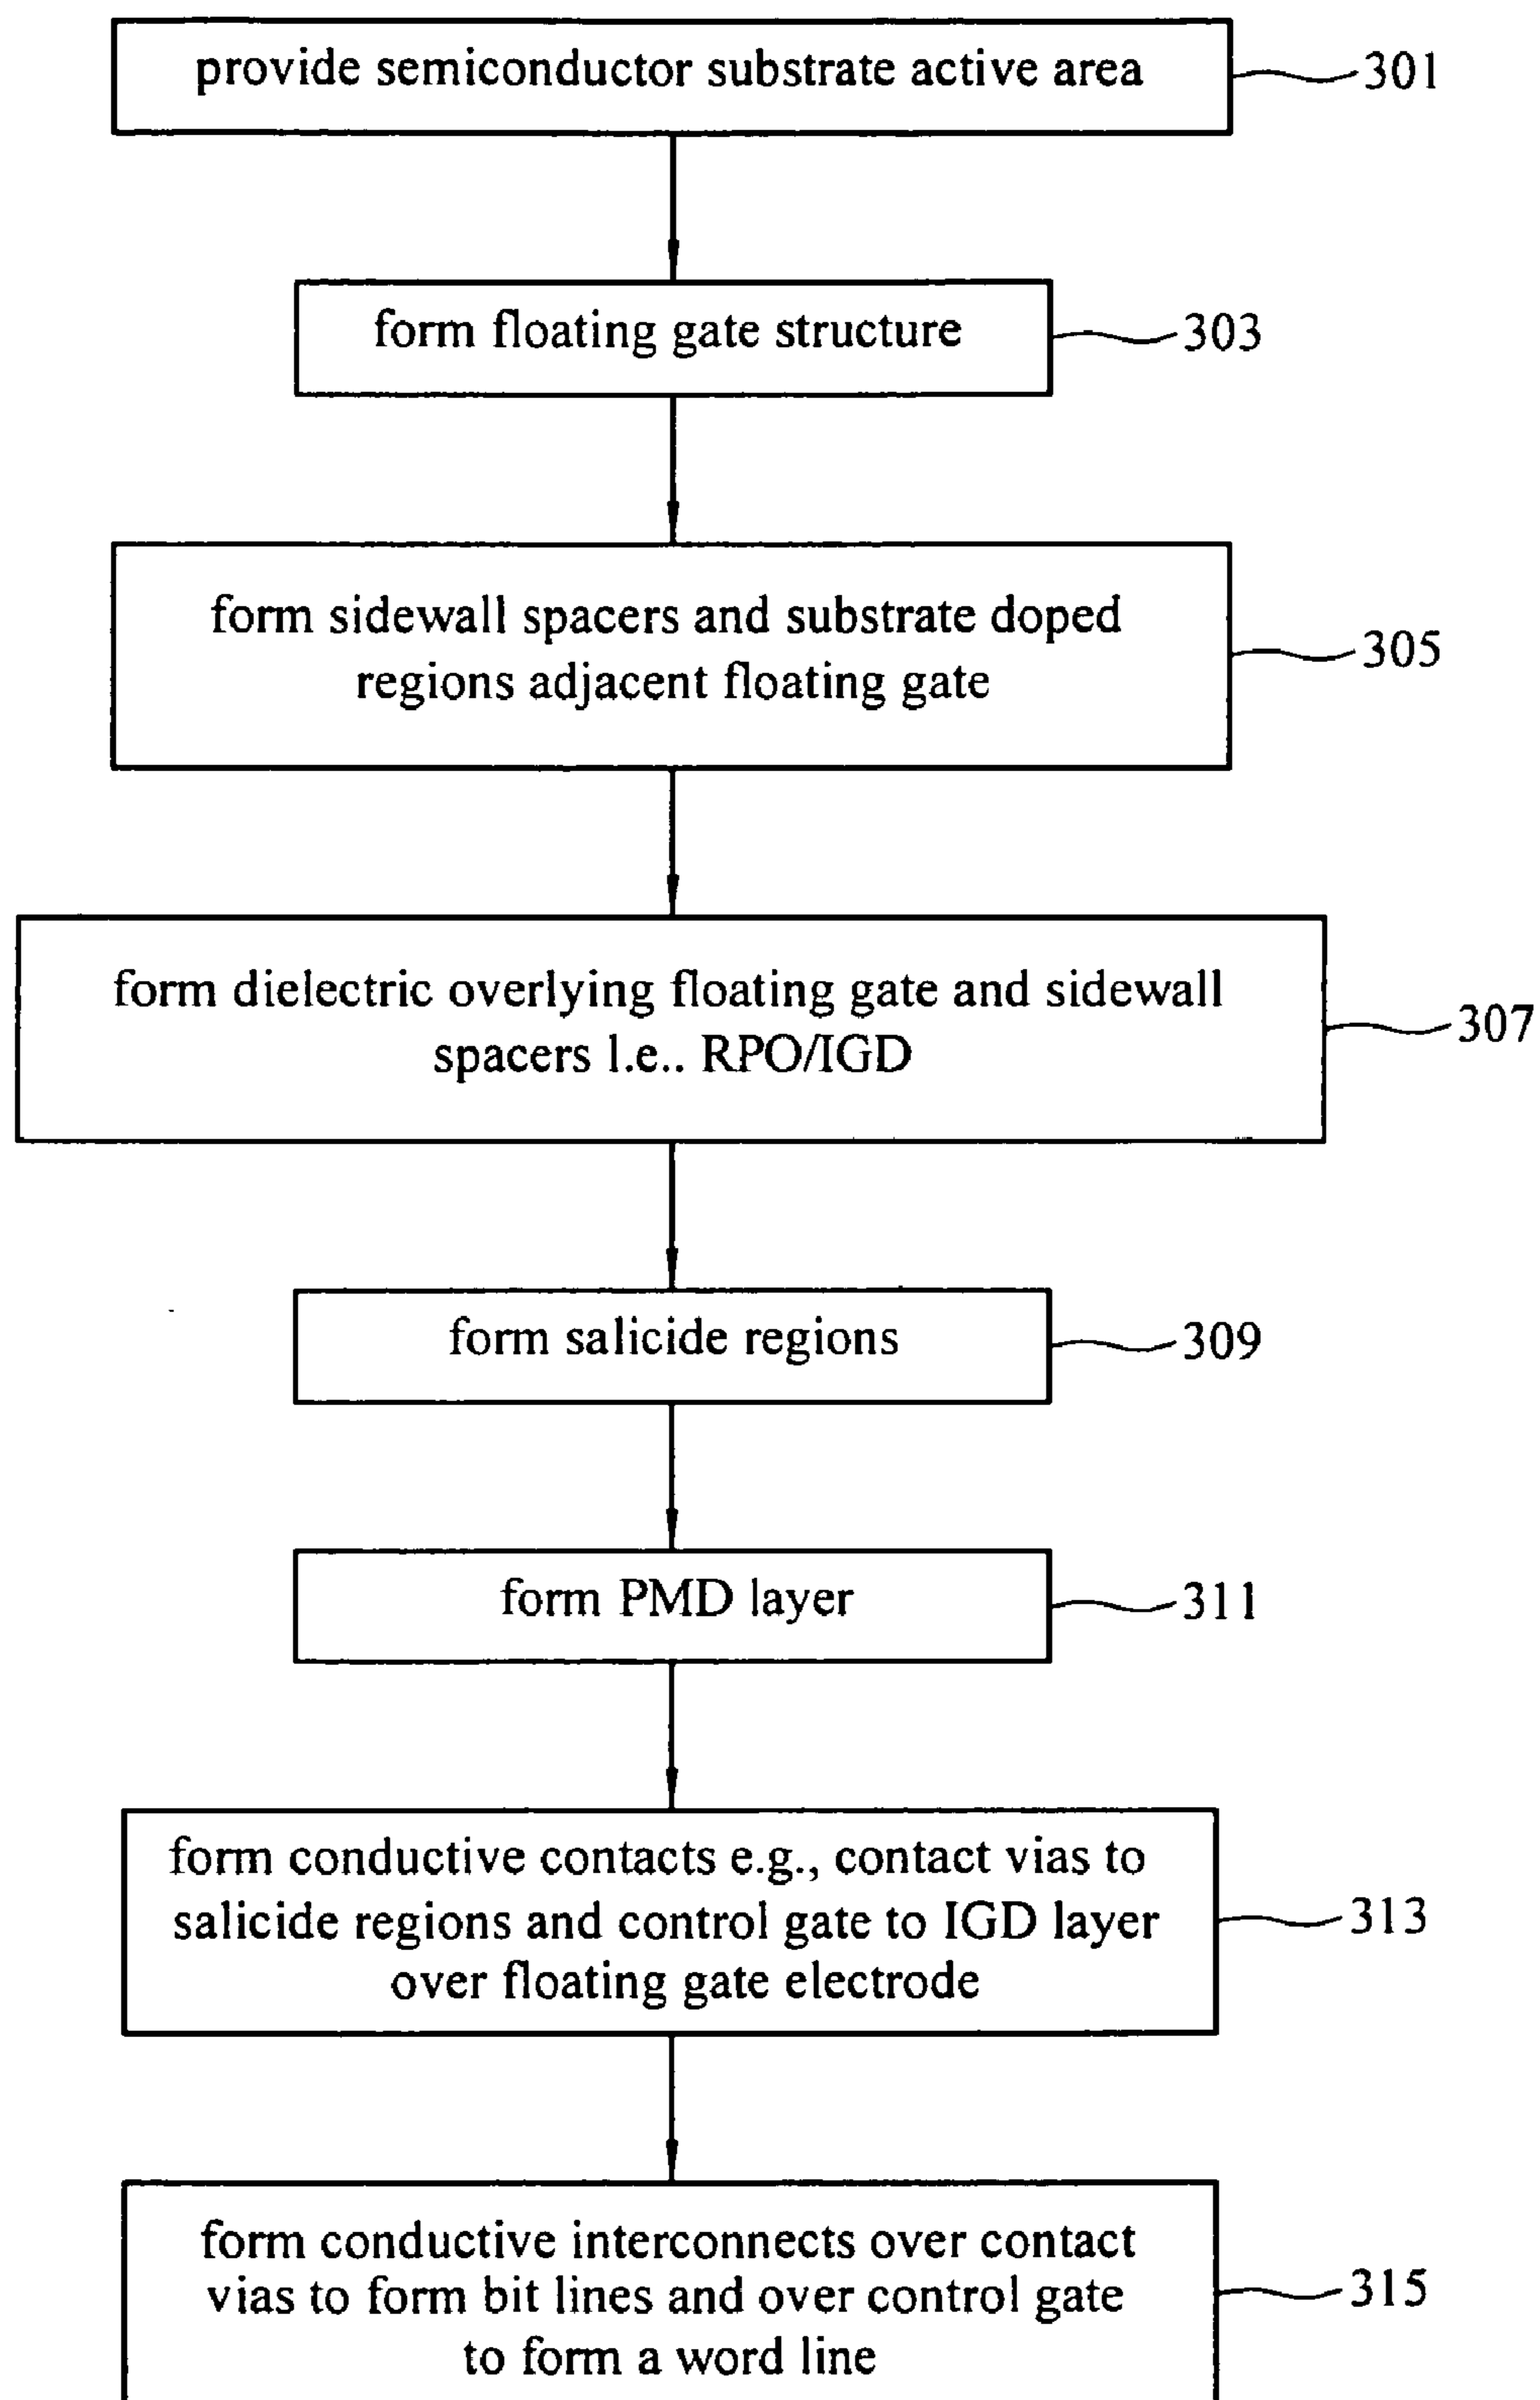 provide semiconductor substrate active area
301
form floating gate structure
303
form sidewall spacers and substrate doped
regions adjacent floating gate
305
form dielectric overlying floating gate and sidewall
spacers l.e.. RPO/IGD
307
form salicide regions
309
form PMD layer
311
form conductive contacts e.g., contact vias to
salicide regions and control gate to IGD layer
over floating gate electrode
313
form conductive interconnects over contact
vias to form bit lines and over control gate
to form a word line
315